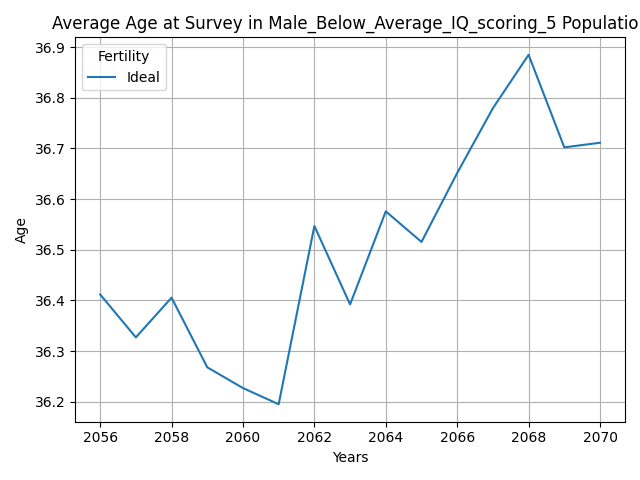 Average Age at Survey in Male_Below_Average_IQ_scoring_5 Populatio
Fertility
Ideal
Age
36.9
36.8
36.7
36.6
36.5
36.4
36.3
36.2
2056 2058 2060 2062 2064 2066 2068 2070
Years